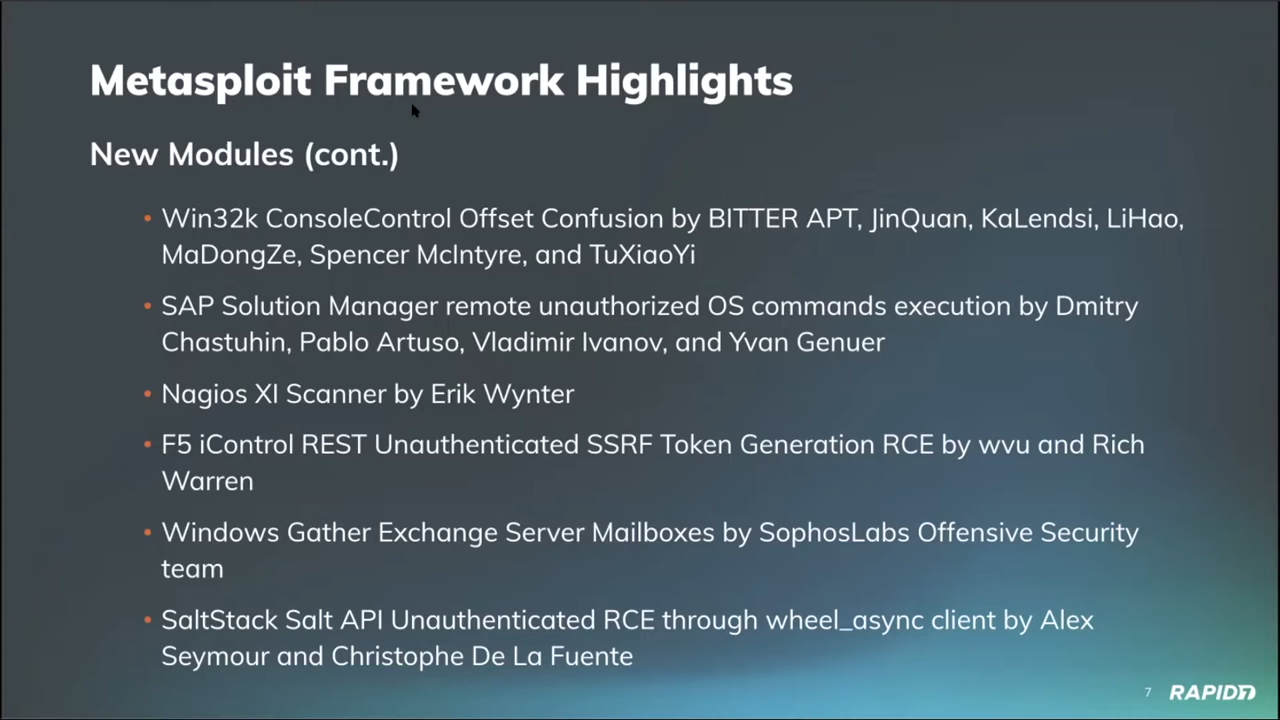 Metasploit Framework Highlights
New Modules (cont.)
• Win32k ConsoleControl Offset Confusion by BITTER APT, JinQuan, KaLendsi, LiHao,
MaDongZe, Spencer McIntyre, and TuXiaoYi
• SAP Solution Manager remote unauthorized OS commands execution by Dmitry
Chastuhin, Pablo Artuso, Vladimir Ivanov, and Yvan Genuer
• Nagios XI Scanner by Erik Wynter
• F5 iControl REST Unauthenticated SSRF Token Generation RCE by wvu and Rich
Warren
• Windows Gather Exchange Server Mailboxes by SophosLabs Offensive Security
team
• SaltStack Salt API Unauthenticated RCE through wheel_async client by Alex
Seymour and Christophe De La Fuente
7 RAPID7